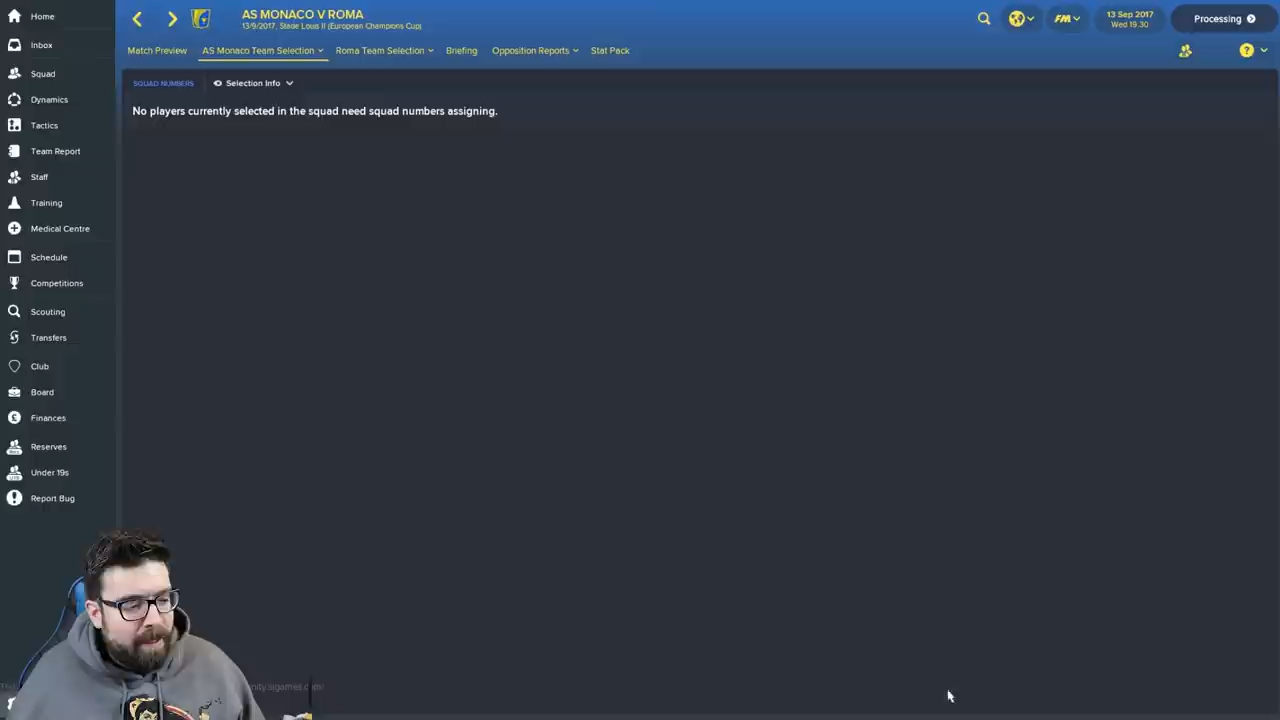 Home
Inbox
Squad
Dynamics
Tactics
Team Report
Staff
Training
Medical Centre
Schedule
Competitions
Scouting
Transfers
Club
Board
Finances
Reserves
Under 19s
Report Bug
AS MONACO V ROMA
13/9/2017, Stade Louis II (European Champions Cup)
FM
13 Sep 2017
Wed 19:30
Processing
Match Preview
AS Monaco Team Selection
Roma Team Selection
Briefing
Opposition Reports
Stat Pack
?
SQUAD NUMBERS
Selection Info
No players currently selected in the squad need squad numbers assigning.